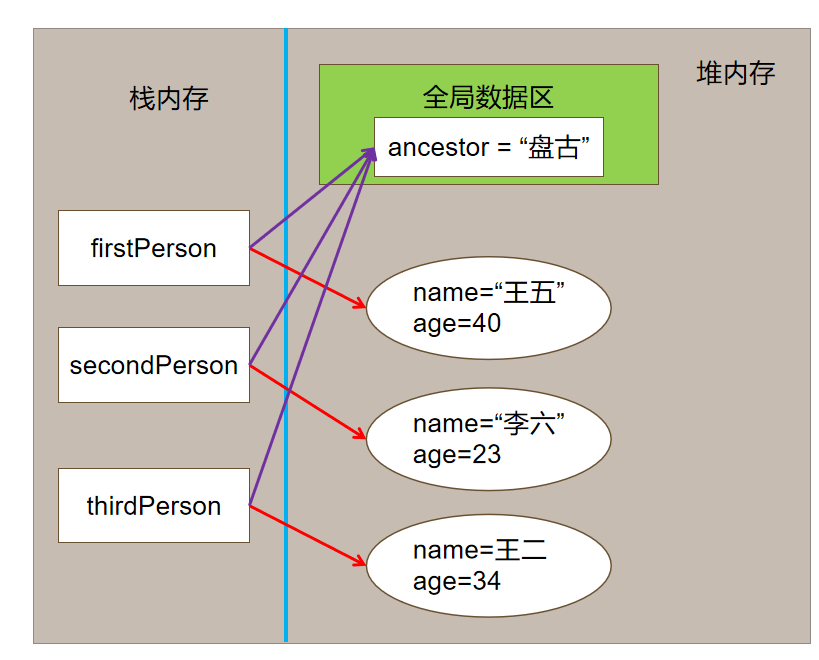 栈内存
堆内存
全局数据区
ancestor = “盘古”
firstPerson
name=“王五”
age=40
secondPerson
name=“李六”
age=23
thirdPerson
name=王二
age=34